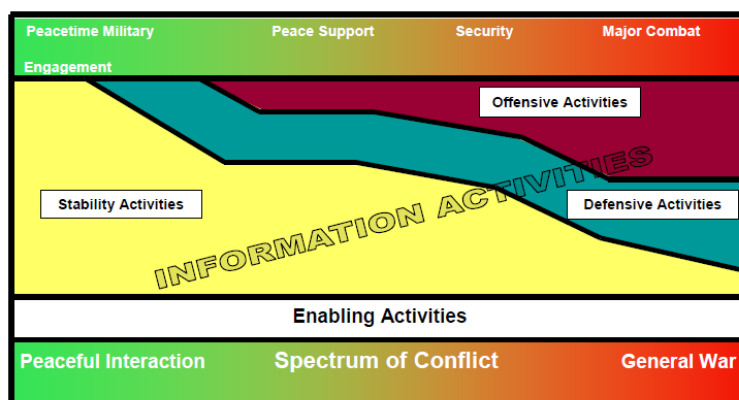 Peacetime Military Peace Support Security Major Combat
Engagement
Offensive Activities
Stability Activities
INFORMATION ACTIVITIES
Defensive Activities
Enabling Activities
Peaceful Interaction Spectrum of Conflict General War